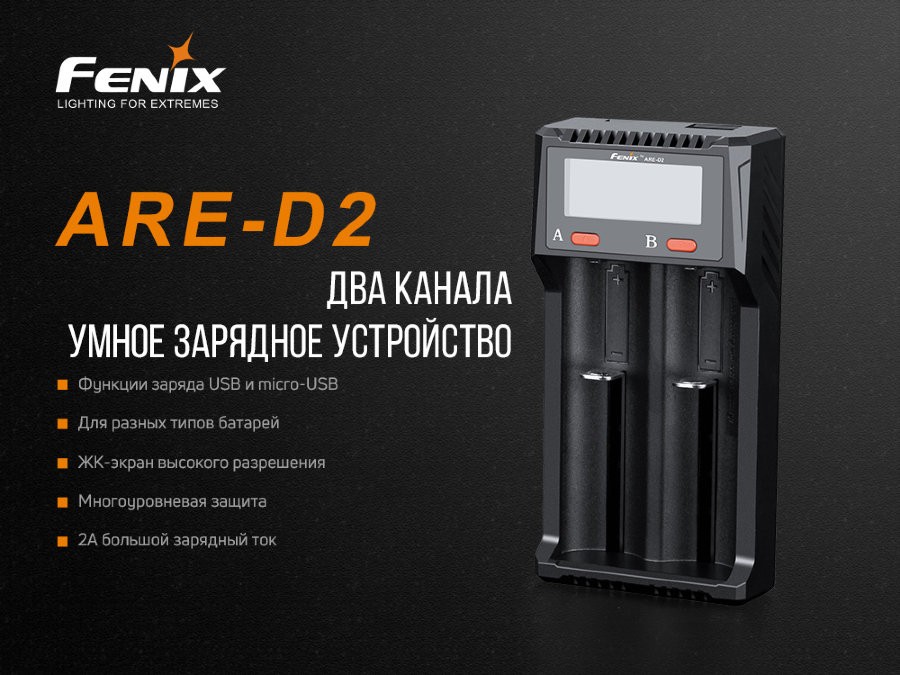 FENIX
LIGHTING FOR EXTREMES
ARE-D2
ДВА КАНАЛА
УМНОЕ ЗАРЯДНОЕ УСТРОЙСТВО
Функции заряда USB и micro-USB
Для разных типов батарей
ЖК-экран высокого разрешения
Многоуровневая защита
2А большой зарядный ток
FENIX™ ARE-D2
A
B
+
+
-
-